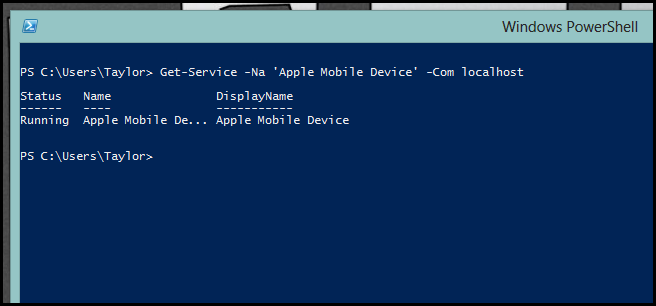 Windows PowerShell
PS C:\Users\Taylor> Get-Service -Na 'Apple Mobile Device' -Com localhost
Status   Name               DisplayName
------   ----               -----------
Running  Apple Mobile De... Apple Mobile Device
PS C:\Users\Taylor>